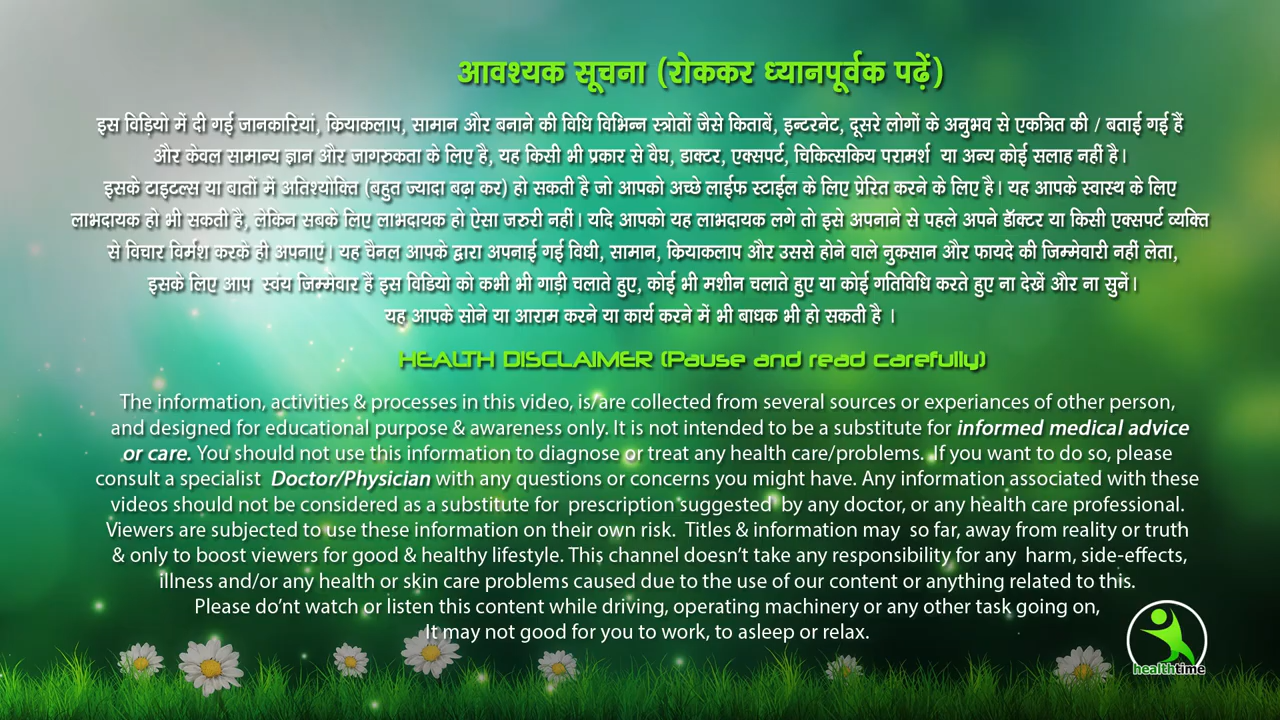 आवश्यक सूचना (रोककर ध्यानपूर्वक पढ़ें)
इस विड़ियो में दी गई जानकारियां, कियाकलाप, सामान और बनाने की विधि विभिन्न स्त्रोतों जैसे किताबें, इन्टरनेट, दूसरे लोगों के अनुभव से एकत्रित की / बताई गई हैं
और केवल सामान्य ज्ञान और जागरुकता के लिए है, यह किसी भी प्रकार से वैघ, डाक्टर, एक्सपर्ट, चिकित्सकिय परामर्श या अन्य कोई सलाह नहीं है।
इसके टाइटल्स या बातों में अतिश्योक्ति (बहुत ज्यादा बढ़ा कर) हो सकती है जो आपको अच्छे लाईफ स्टाईल के लिए प्रेरित करने के लिए है। यह आपके स्वास्थ के लिए
लाभदायक हो भी सकती है, लेकिन सबके लिए लाभदायक हो ऐसा जरुरी नहीं। यदि आपको यह लाभदायक लगे तो इसे अपनाने से पहले अपने डॅाक्टर या किसी एक्सपर्ट व्यक्ति
से विचार विर्मश करके ही अपनाएं। यह चैनल आपके द्वारा अपनाई गई विधी, सामान, कियाकलाप और उससे होने वाले नुकसान और फायदे की जिम्मेवारी नहीं लेता,
इसके लिए आप स्वंय जिम्मेवार हैं इस विडियो को कभी भी गाड़ी चलाते हुए, कोई भी मशीन चलाते हुए या कोई गतिविधि करते हुए ना देखें और ना सुनें।
यह आपके सोने या आराम करने या कार्य करने में भी बाधक भी हो सकती है ।
HEALTH DISCLAIMER (Pause and read carefully)
The information, activities & processes in this video, is/are collected from several sources or experiances of other person,
and designed for educational purpose & awareness only. It is not intended to be a substitute for informed medical advice
or care. You should not use this information to diagnose or treat any health care/problems. If you want to do so, please
consult a specialist Doctor/Physician with any questions or concerns you might have. Any information associated with these
videos should not be considered as a substitute for prescription suggested by any doctor, or any health care professional.
Viewers are subjected to use these information on their own risk. Titles & information may so far, away from reality or truth
& only to boost viewers for good & healthy lifestyle. This channel doesn't take any responsibility for any harm, side-effects,
illness and/or any health or skin care problems caused due to the use of our content or anything related to this.
Please do'nt watch or listen this content while driving, operating machinery or any other task going on,
It may not good for you to work, to asleep or relax.
healthtime